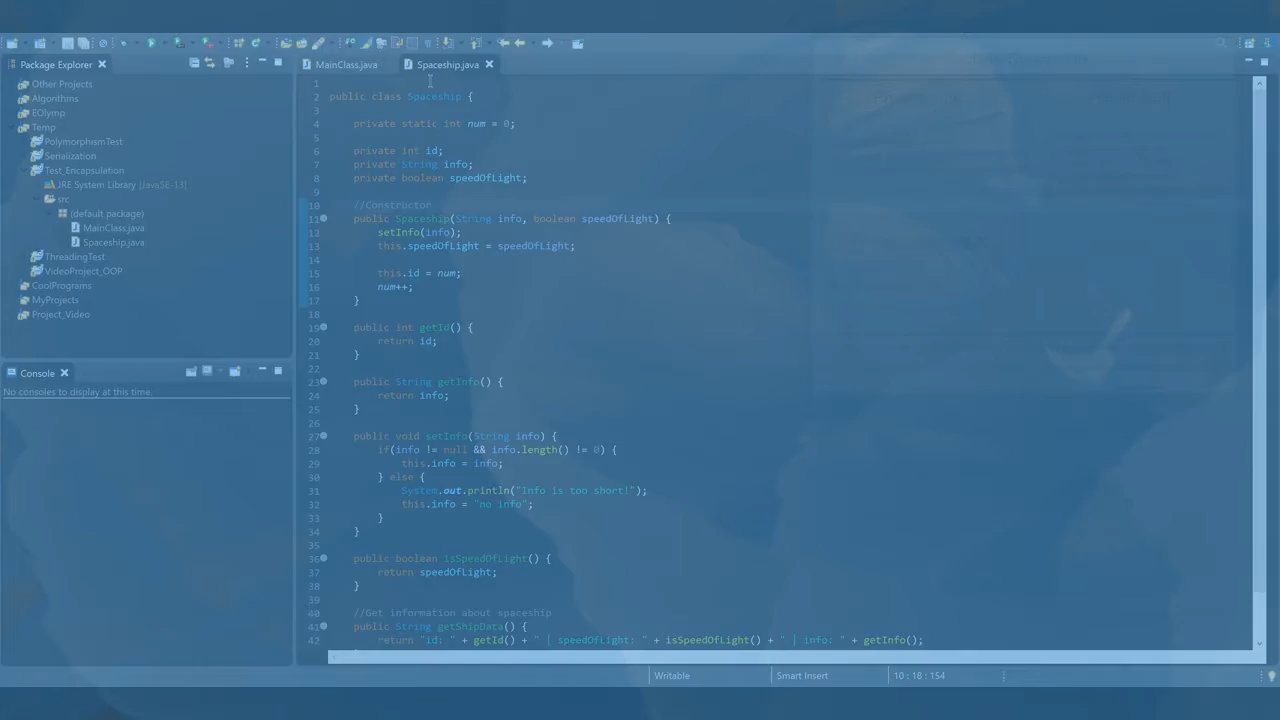 Package Explorer
Other Projects
Algorithms
EOlymp
Temp
PolymorphismTest
Serialization
Test_Encapsulation
JRE System Library [JavaSE-13]
src
(default package)
MainClass.java
Spaceship.java
ThreadingTest
VideoProject_OOP
CoolPrograms
MyProjects
Project_Video
Console
No consoles to display at this time.
MainClass.java
Spaceship.java
1
2 public class Spaceship {
3
4 private static int num = 0;
5
6 private int id;
7 private String info;
8 private boolean speedOfLight;
9
10 //Constructor
11 public Spaceship(String info, boolean speedOfLight) {
12 setInfo(info);
13 this.speedOfLight = speedOfLight;
14
15 this.id = num;
16 num++;
17 }
18
19 public int getId() {
20 return id;
21 }
22
23 public String getInfo() {
24 return info;
25 }
26
27 public void setInfo(String info) {
28 if(info != null && info.length() != 0) {
29 this.info = info;
30 } else {
31 System.out.println("Info is too short!");
32 this.info = "no info";
33 }
34 }
35
36 public boolean isSpeedOfLight() {
37 return speedOfLight;
38 }
39
40 //Get information about spaceship
41 public String getShipData() {
42 return "id: " + getId() + " | speedOfLight: " + isSpeedOfLight() + " | info: " + getInfo();
Writable
Smart Insert
10 : 18 : 154